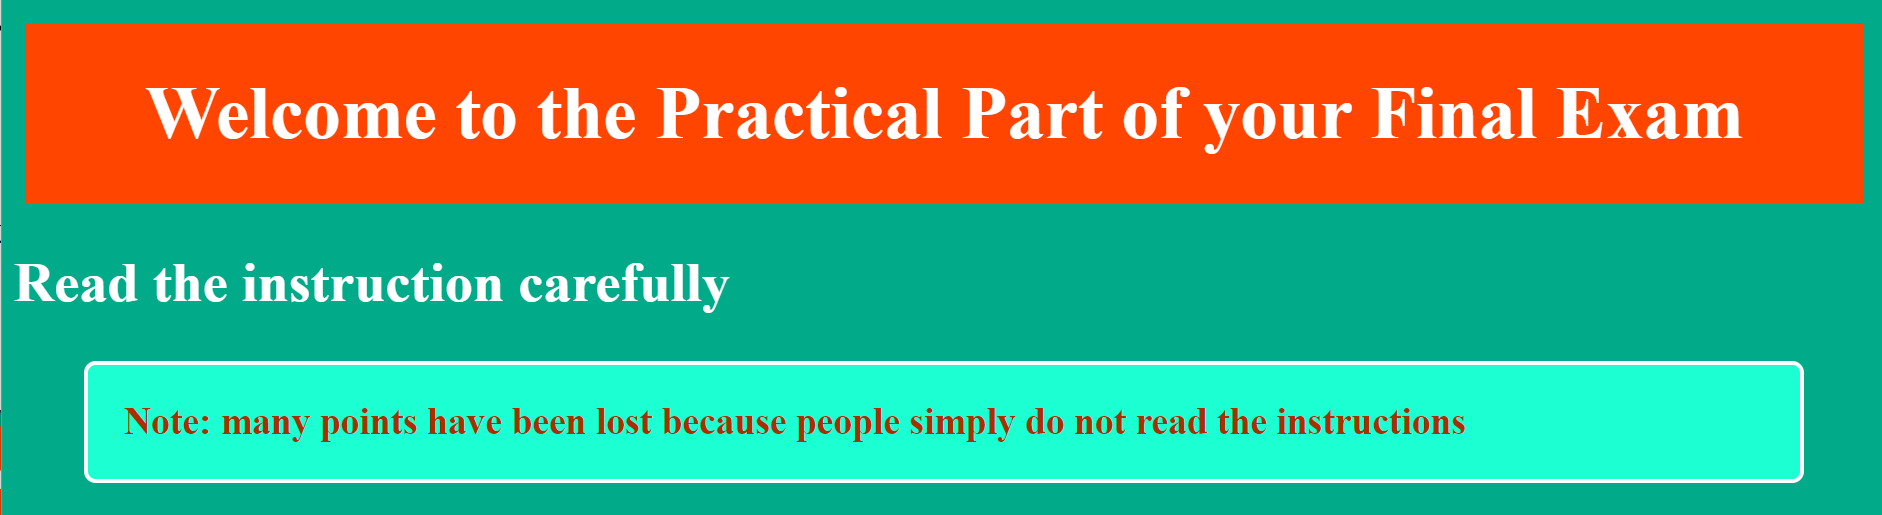 Welcome to the Practical Part of your Final Exam
Read the instruction carefully
Note: many points have been lost because people simply do not read the instructions